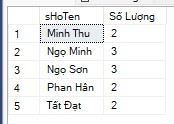 sHoTen Số Lượng
1 Minh Thu 2
2 Ngọ Minh 3
3 Ngọ Sơn 3
4 Phan Hân 2
5 Tất Đạt 2